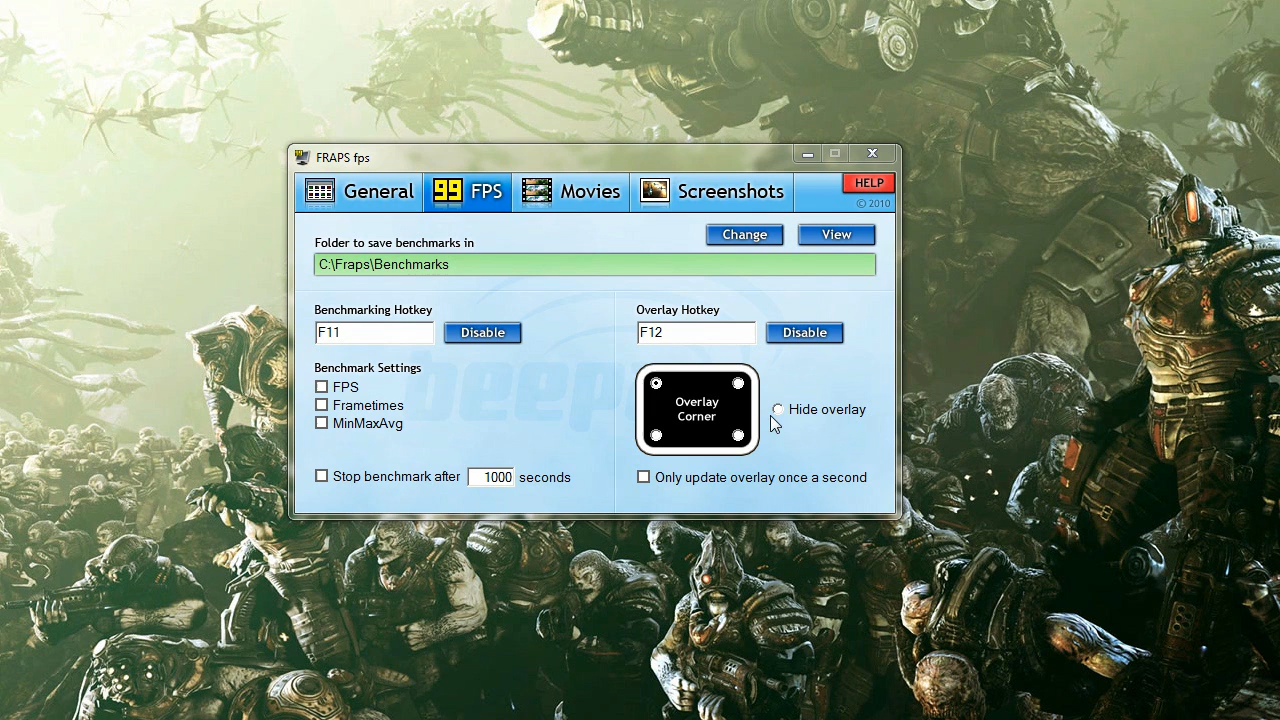 FRAPS fps
General 99 FPS Movies Screenshots HELP
© 2010
Folder to save benchmarks in Change View
C:\Fraps\Benchmarks
Benchmarking Hotkey
F11 Disable
Benchmark Settings
FPS
Frametimes
MinMaxAvg
Stop benchmark after 1000 seconds
Overlay Hotkey
F12 Disable
Overlay
Corner
Hide overlay
Only update overlay once a second